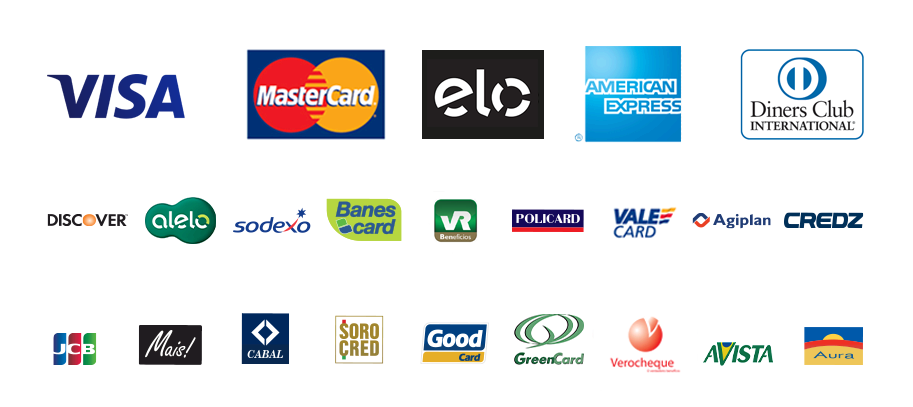 VISA
MasterCard
elo
AMERICAN
EXPRESS
®
Diners Club
INTERNATIONAL®
DISCOVER
alelo
sodexo
Banes
card
VR
Benefícios
POLICARD
VALE
CARD
Agiplan
CREDZ
JCB
Mais!
CABAL
SORO
CRED
Good
Card
GreenCard
Verocheque
AVISTA
Aura